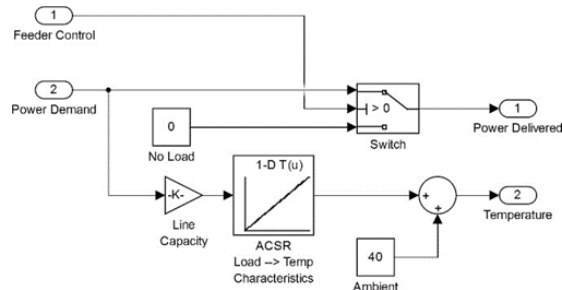 1
Feeder Control
2
Power Demand
0
No Load
> 0
Switch
1
Power Delivered
-K-
Line
Capacity
1-D T(u)
ACSR
Load --> Temp
Characteristics
+
+
40
Ambient
2
Temperature